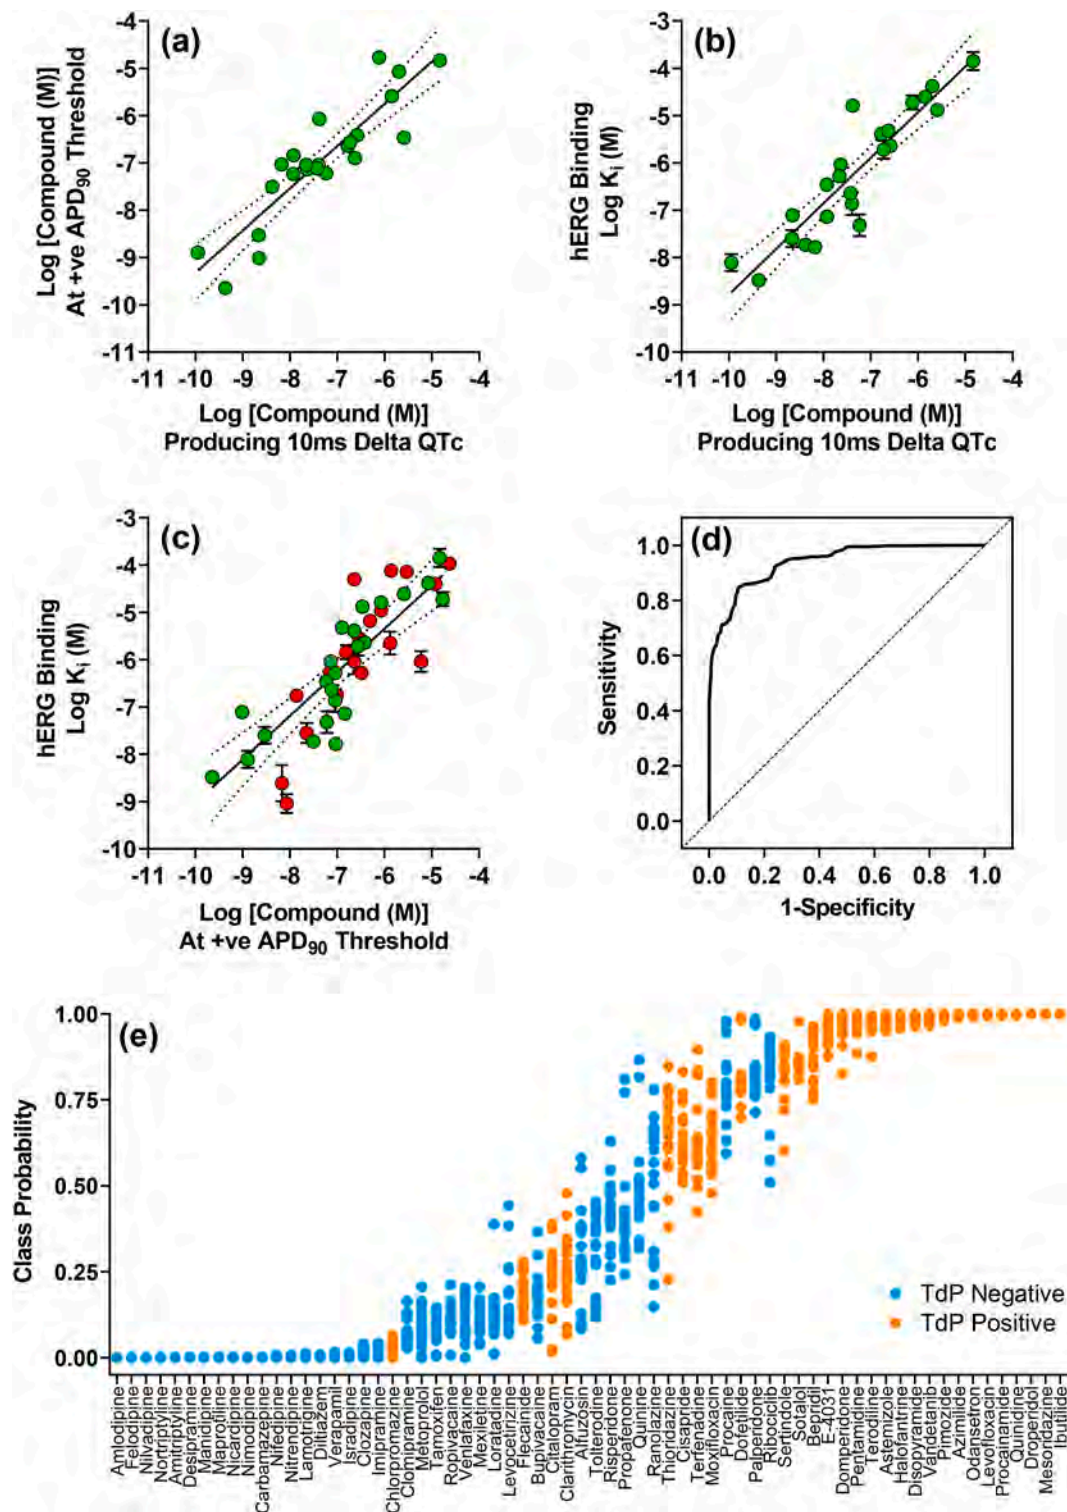 (a)
-4
-5
-6
-7
-8
-9
-10
-11
Log [Compound (M)]
At +ve APD90 Threshold
-11 -10 -9 -8 -7 -6 -5 -4
Log [Compound (M)]
Producing 10ms Delta QTc
(b)
-3
-4
-5
-6
-7
-8
-9
-10
hERG Binding
Log Ki (M)
-11 -10 -9 -8 -7 -6 -5 -4
Log [Compound (M)]
Producing 10ms Delta QTc
(c)
-3
-4
-5
-6
-7
-8
-9
-10
hERG Binding
Log Ki (M)
-11 -10 -9 -8 -7 -6 -5 -4
Log [Compound (M)]
At +ve APD90 Threshold
(d)
1.0
0.8
0.6
0.4
0.2
0.0
Sensitivity
0.0 0.2 0.4 0.6 0.8 1.0
1-Specificity
(e)
1.00
0.75
0.50
0.25
0.00
Class Probability
TdP Negative
TdP Positive
Amlodipine
Felodipine
Nilvadipine
Nortriptyline
Amitriptyline
Desipramine
Manidipine
Maprotiline
Nicardipine
Nimodipine
Carbamazepine
Nifedipine
Nitrendipine
Lamotrigine
Diltiazem
Verapamil
Israpidine
Clozapine
Imipramine
Chlorpromazine
Clomipramine
Metoprolol
Tamoxifen
Ropivacaine
Venlafaxine
Mexiletine
Loratadine
Levocetirizine
Flecainide
Bupivacaine
Citalopram
Clarithromycin
Alfuzosin
Tolterodine
Risperidone
Propafenone
Quinine
Ranolazine
Thioridazine
Cisapride
Terfenadine
Moxifloxacin
Procaine
Dofetilide
Palperidone
Ribociclib
Sertindole
Sotalol
Bepridil
E-4031
Domperidone
Pentamidine
Terodiline
Astemizole
Halofantrine
Disopyramide
Vandetanib
Pimozide
Azimilide
Odansetron
Levofloxacin
Procainamide
Quinidine
Droperidol
Mesoridazine
Ibutilide